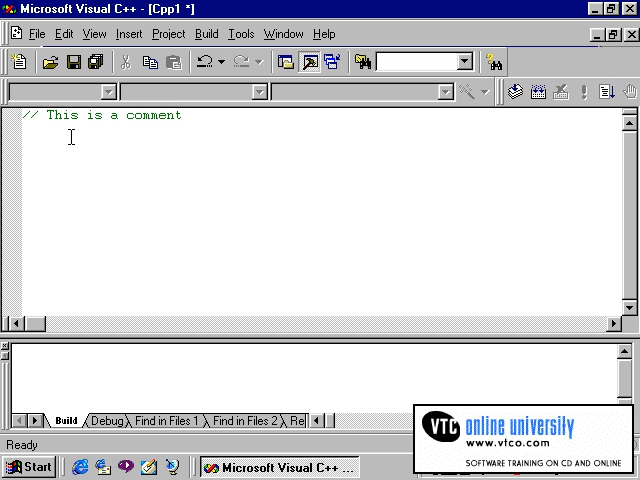 Microsoft Visual C++ - [Cpp1 *]
File Edit View Insert Project Build Tools Window Help
// This is a comment
Build Debug Find in Files 1 Find in Files 2 Re
VTC online university
www.vtco.com
SOFTWARE TRAINING ON CD AND ONLINE
Ready
Start Microsoft Visual C++ ...